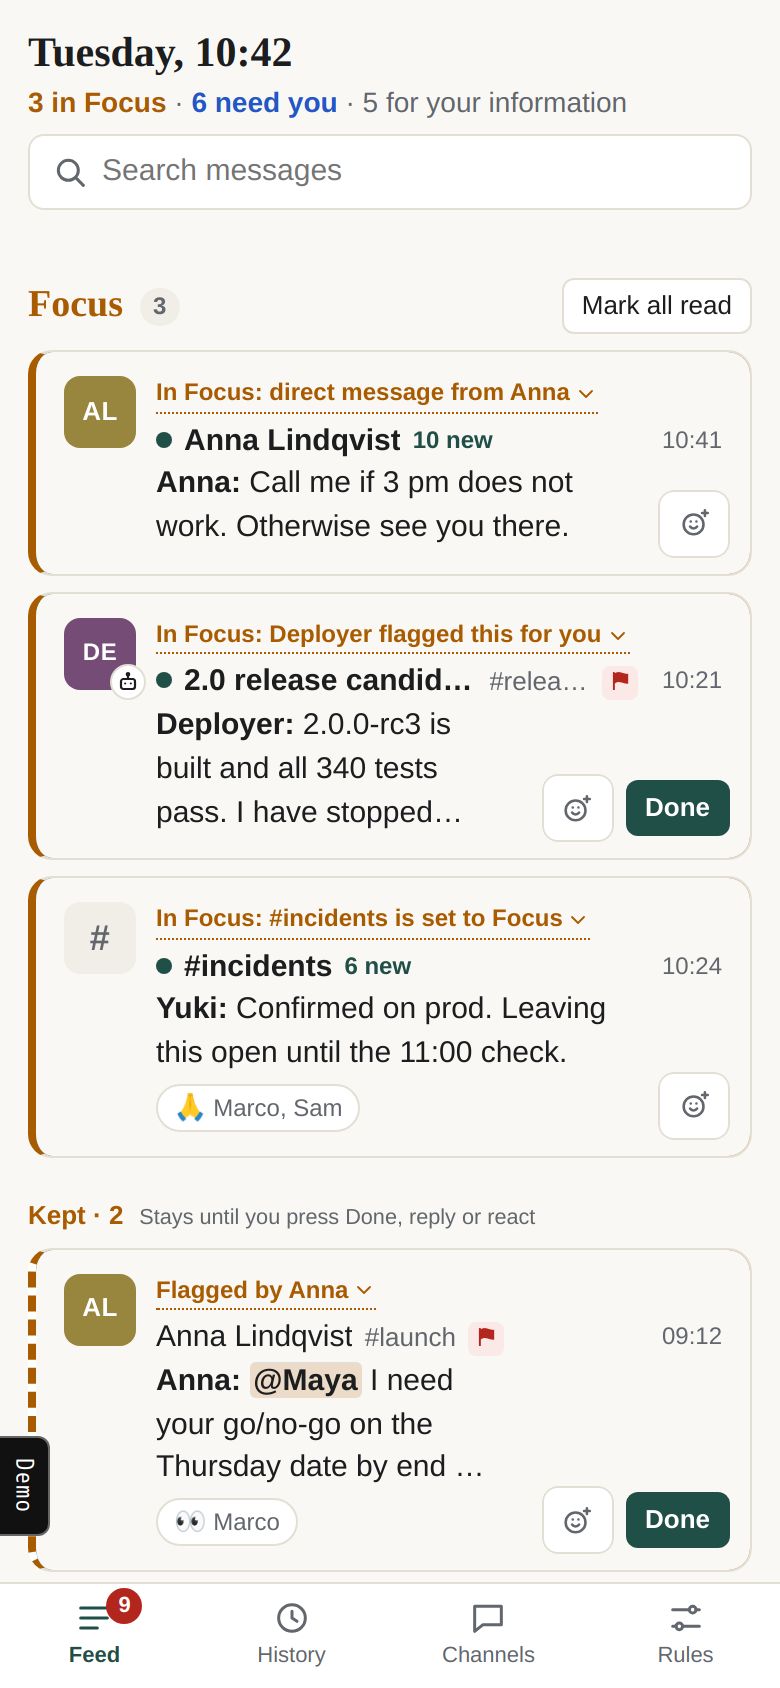 Tuesday, 10:42
3 in Focus · 6 need you · 5 for your information
Search messages
Focus 3 Mark all read
AL In Focus: direct message from Anna
Anna Lindqvist 10 new 10:41
Anna: Call me if 3 pm does not
work. Otherwise see you there.
DE In Focus: Deployer flagged this for you
2.0 release candid… #relea… 10:21
Deployer: 2.0.0-rc3 is
built and all 340 tests
pass. I have stopped…
Done
# In Focus: #incidents is set to Focus
#incidents 6 new 10:24
Yuki: Confirmed on prod. Leaving
this open until the 11:00 check.
🙏 Marco, Sam
Kept · 2 Stays until you press Done, reply or react
AL Flagged by Anna
Anna Lindqvist #launch 09:12
Anna: @Maya I need
your go/no-go on the
Thursday date by end …
👀 Marco
Done
Demo
9
Feed History Channels Rules